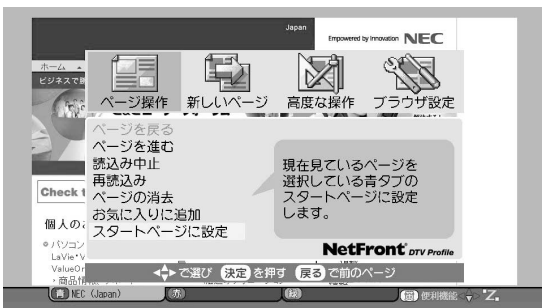 Japan
Empowered by Innovation NEC
ホーム
ビジネスで
ページ操作 新しいページ 高度な操作 ブラウザ設定
ページを戻る
ページを進む
読込み中止
再読込み
ページの消去
お気に入りに追加
スタートページに設定
現在見ているページを
選択している青タブの
スタートページに設定
します。
Check
個人の
パソコン
LaVie・V
ValueOr
NetFront DTV Profile
で選び 決定 を押す 戻る で前のページ
青 NEC (Japan) 赤 緑 黄 便利機能